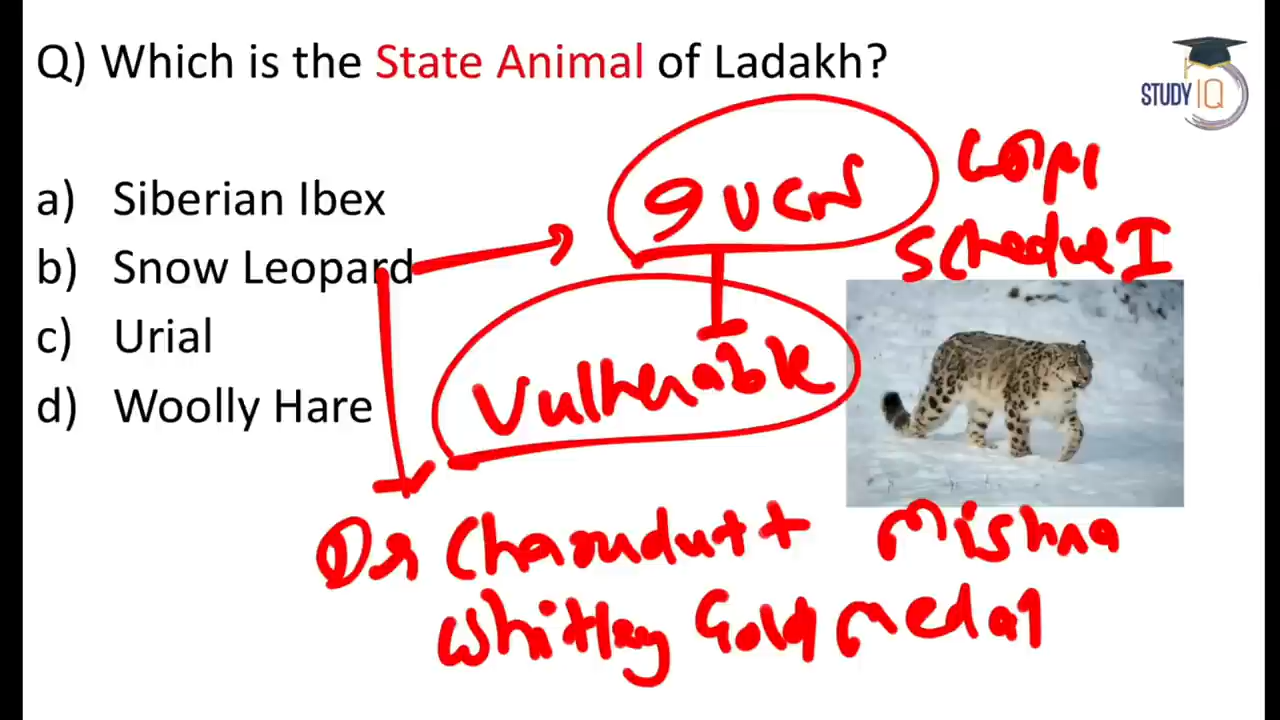 Q) Which is the State Animal of Ladakh?
STUDY IQ
a) Siberian Ibex
b) Snow Leopard
c) Urial
d) Woolly Hare
IUCN
Schedule I
Vulnerable
Dr Charudutt Mishra
Whitley Gold Medal